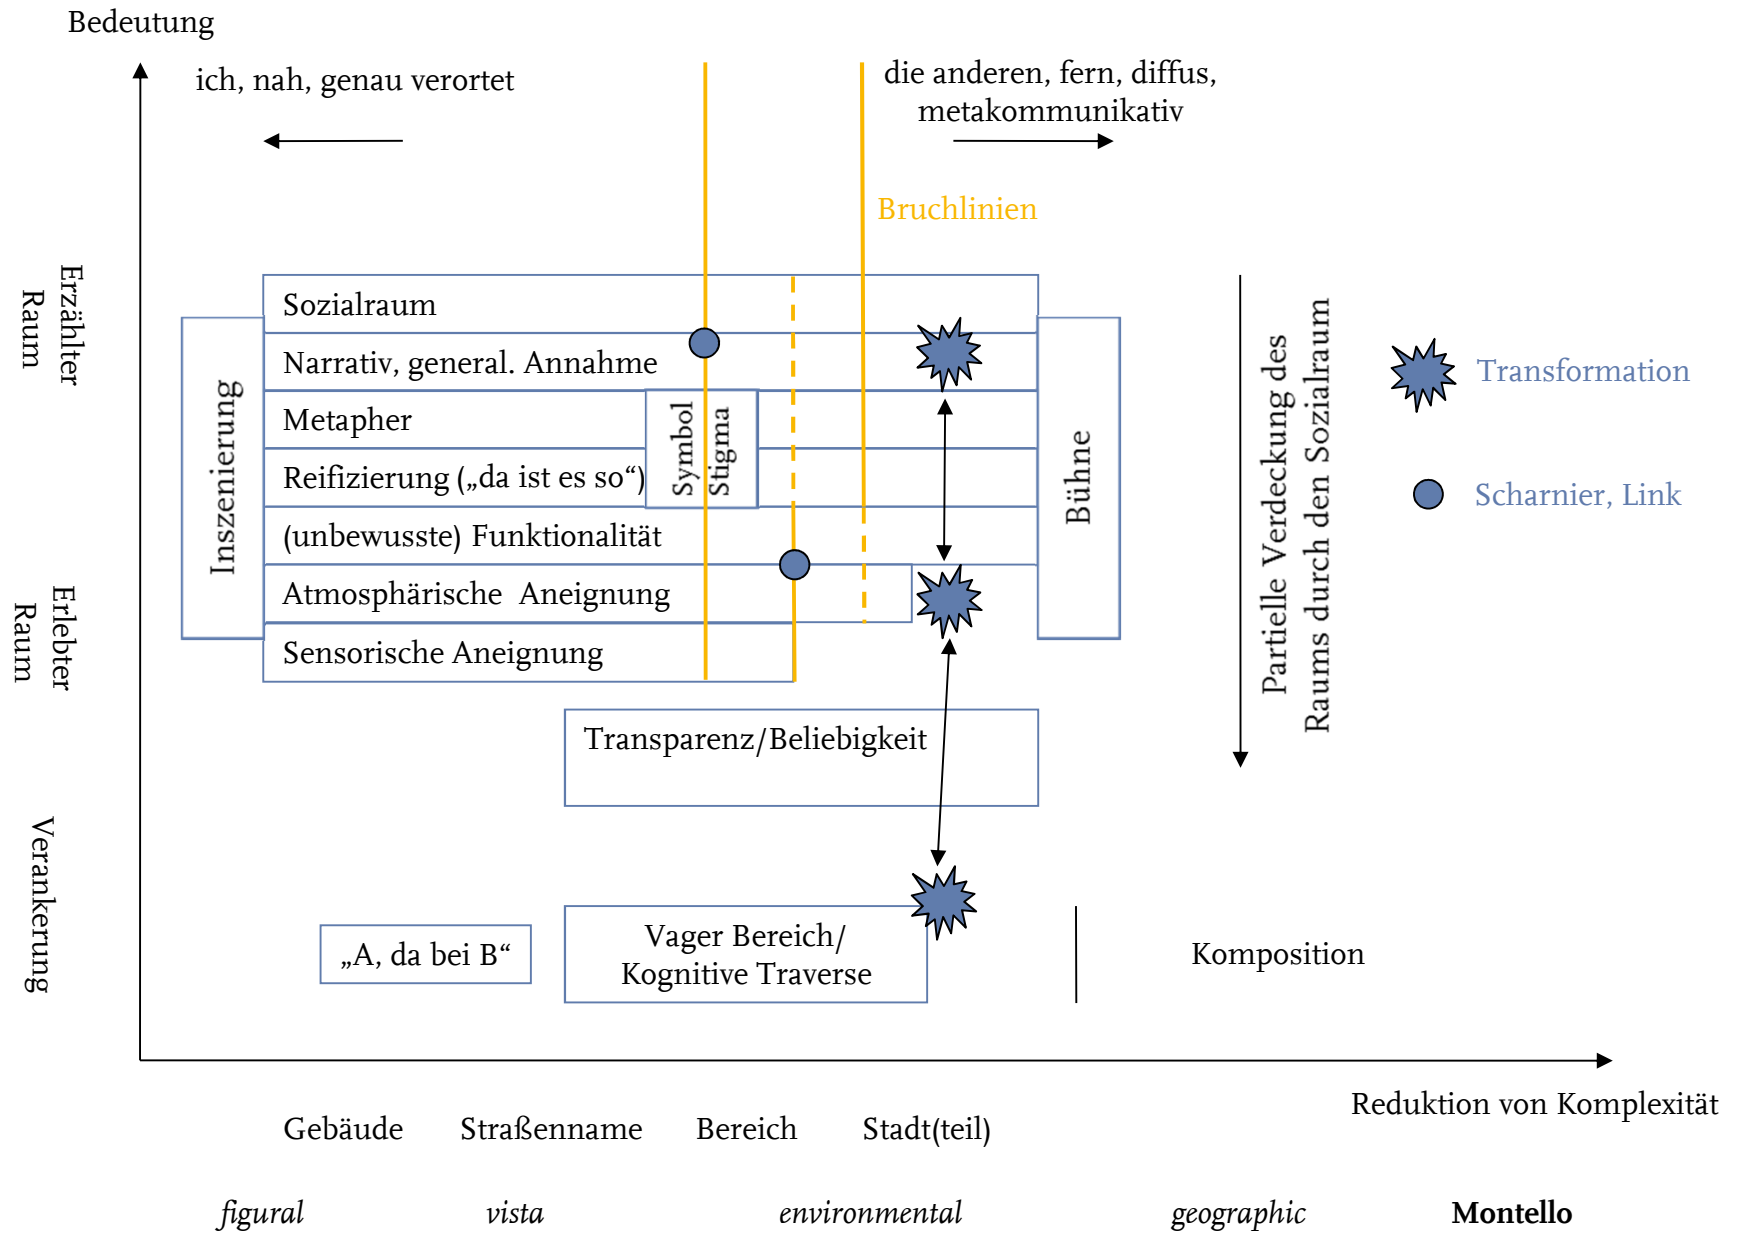 Bedeutung
ich, nah, genau verortet
die anderen, fern, diffus,
metakommunikativ
Bruchlinien
Erzählter
Raum
Sozialraum
Narrativ, general. Annahme
Metapher
Reifizierung („da ist es so“)
(unbewusste) Funktionalität
Atmosphärische Aneignung
Sensorische Aneignung
Inszenierung
Symbol
Stigma
Bühne
Partielle Verdeckung des
Raums durch den Sozialraum
Transformation
Scharnier, Link
Erlebter
Raum
Transparenz/Beliebigkeit
Verankerung
„A, da bei B“
Vager Bereich/
Kognitive Traverse
Komposition
Reduktion von Komplexität
Gebäude Straßenname Bereich Stadt(teil)
figural vista environmental geographic Montello